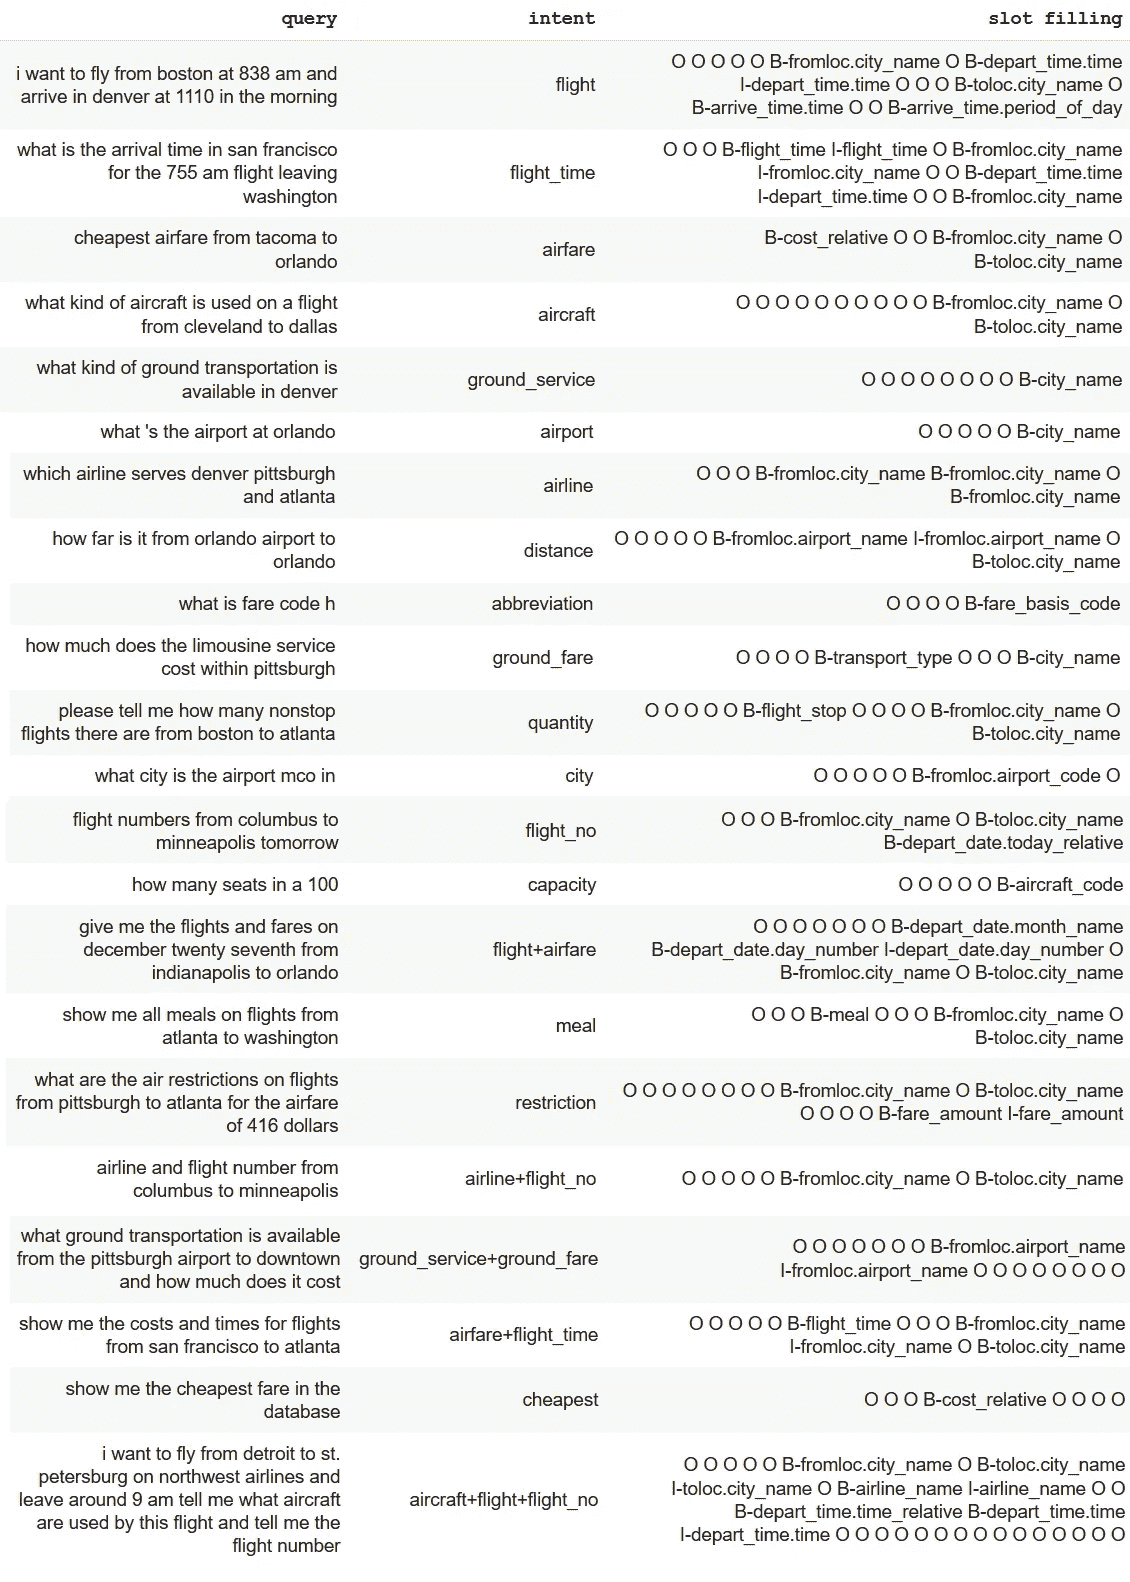 query intent slot filling
i want to fly from boston at 838 am and
arrive in denver at 1110 in the morning
flight
O O O O O B-fromloc.city_name O B-depart_time.time
I-depart_time.time O O O B-toloc.city_name O
B-arrive_time.time O O B-arrive_time.period_of_day
what is the arrival time in san francisco
for the 755 am flight leaving
washington
flight_time
O O O B-flight_time I-flight_time O B-fromloc.city_name
I-fromloc.city_name O O B-depart_time.time
I-depart_time.time O O B-fromloc.city_name
cheapest airfare from tacoma to
orlando
airfare
B-cost_relative O O B-fromloc.city_name O
B-toloc.city_name
what kind of aircraft is used on a flight
from cleveland to dallas
aircraft
O O O O O O O O O O B-fromloc.city_name O
B-toloc.city_name
what kind of ground transportation is
available in denver
ground_service
O O O O O O O O B-city_name
what 's the airport at orlando
airport
O O O O O B-city_name
which airline serves denver pittsburgh
and atlanta
airline
O O O B-fromloc.city_name B-fromloc.city_name O
B-fromloc.city_name
how far is it from orlando airport to
orlando
distance
O O O O O B-fromloc.airport_name I-fromloc.airport_name O
B-toloc.city_name
what is fare code h
abbreviation
O O O O B-fare_basis_code
how much does the limousine service
cost within pittsburgh
ground_fare
O O O O B-transport_type O O O B-city_name
please tell me how many nonstop
flights there are from boston to atlanta
quantity
O O O O O B-flight_stop O O O O B-fromloc.city_name O
B-toloc.city_name
what city is the airport mco in
city
O O O O O B-fromloc.airport_code O
flight numbers from columbus to
minneapolis tomorrow
flight_no
O O O B-fromloc.city_name O B-toloc.city_name
B-depart_date.today_relative
how many seats in a 100
capacity
O O O O O B-aircraft_code
give me the flights and fares on
december twenty seventh from
indianapolis to orlando
flight+airfare
O O O O O O O B-depart_date.month_name
B-depart_date.day_number I-depart_date.day_number O
B-fromloc.city_name O B-toloc.city_name
show me all meals on flights from
atlanta to washington
meal
O O O B-meal O O O B-fromloc.city_name O
B-toloc.city_name
what are the air restrictions on flights
from pittsburgh to atlanta for the airfare
of 416 dollars
restriction
O O O O O O O O B-fromloc.city_name O B-toloc.city_name
O O O O B-fare_amount I-fare_amount
airline and flight number from
columbus to minneapolis
airline+flight_no
O O O O O B-fromloc.city_name O B-toloc.city_name
what ground transportation is available
from the pittsburgh airport to downtown
and how much does it cost
ground_service+ground_fare
O O O O O O O B-fromloc.airport_name
I-fromloc.airport_name O O O O O O O O
show me the costs and times for flights
from san francisco to atlanta
airfare+flight_time
O O O O O B-flight_time O O O B-fromloc.city_name
I-fromloc.city_name O B-toloc.city_name
show me the cheapest fare in the
database
cheapest
O O O B-cost_relative O O O O
i want to fly from detroit to st.
petersburg on northwest airlines and
leave around 9 am tell me what aircraft
are used by this flight and tell me the
flight number
aircraft+flight+flight_no
O O O O O B-fromloc.city_name O B-toloc.city_name
I-toloc.city_name O B-airline_name I-airline_name O O
B-depart_time.time_relative B-depart_time.time
I-depart_time.time O O O O O O O O O O O O O O O